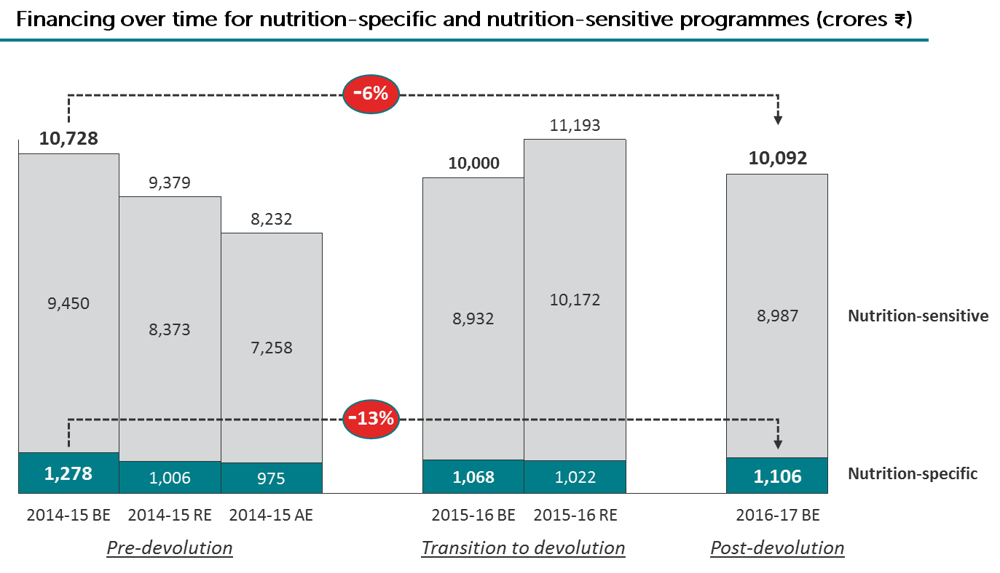 Financing over time for nutrition-specific and nutrition-sensitive programmes (crores ₹)
-6%
10,728
9,379
8,232
10,000
11,193
10,092
9,450
8,373
7,258
8,932
10,172
8,987
Nutrition-sensitive
-13%
1,278
1,006
975
1,068
1,022
1,106
Nutrition-specific
2014-15 BE
2014-15 RE
2014-15 AE
2015-16 BE
2015-16 RE
2016-17 BE
Pre-devolution
Transition to devolution
Post-devolution